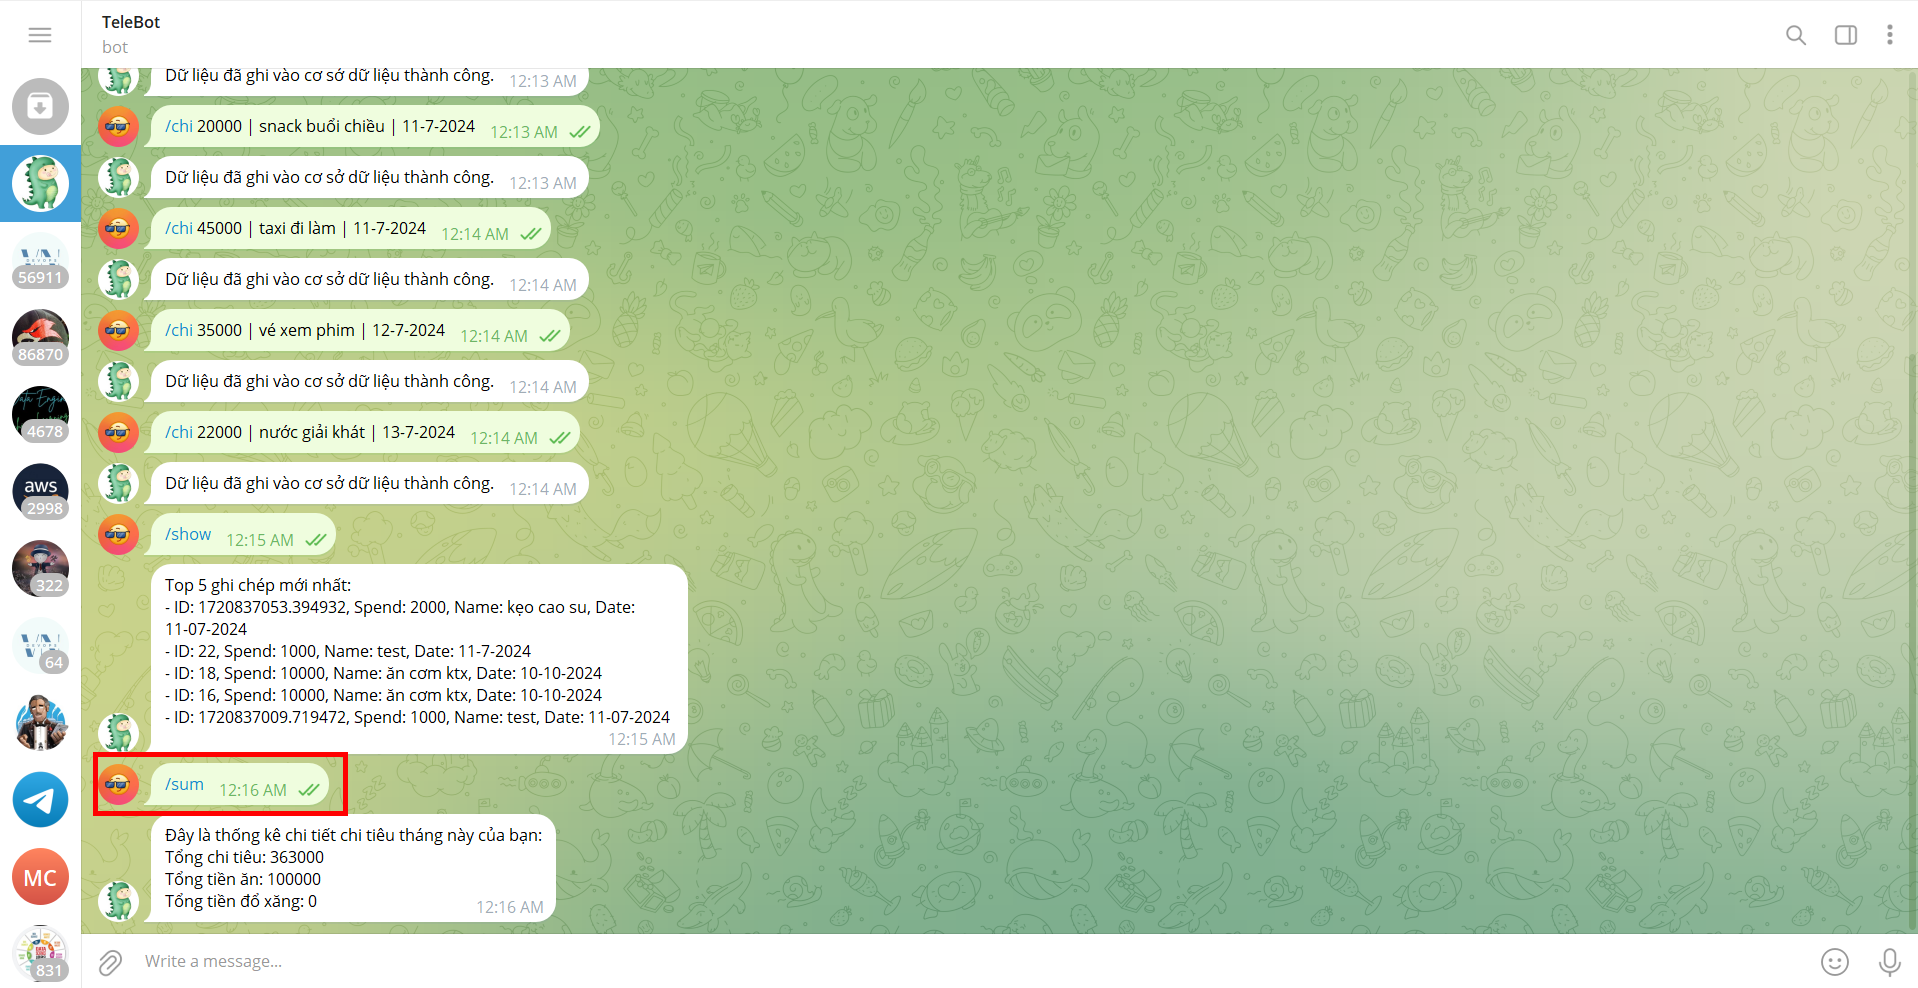 TeleBot
bot
Dữ liệu đã ghi vào cơ sở dữ liệu thành công. 12:13 AM
/chi 20000 | snack buổi chiều | 11-7-2024 12:13 AM
Dữ liệu đã ghi vào cơ sở dữ liệu thành công. 12:13 AM
/chi 45000 | taxi đi làm | 11-7-2024 12:14 AM
Dữ liệu đã ghi vào cơ sở dữ liệu thành công. 12:14 AM
/chi 35000 | vé xem phim | 12-7-2024 12:14 AM
Dữ liệu đã ghi vào cơ sở dữ liệu thành công. 12:14 AM
/chi 22000 | nước giải khát | 13-7-2024 12:14 AM
Dữ liệu đã ghi vào cơ sở dữ liệu thành công. 12:14 AM
/show 12:15 AM
Top 5 ghi chép mới nhất:
- ID: 1720837053.394932, Spend: 2000, Name: kẹo cao su, Date:
11-07-2024
- ID: 22, Spend: 1000, Name: test, Date: 11-7-2024
- ID: 18, Spend: 10000, Name: ăn cơm ktx, Date: 10-10-2024
- ID: 16, Spend: 10000, Name: ăn cơm ktx, Date: 10-10-2024
- ID: 1720837009.719472, Spend: 1000, Name: test, Date: 11-07-2024
12:15 AM
/sum 12:16 AM
Đây là thống kê chi tiết chi tiêu tháng này của bạn:
Tổng chi tiêu: 363000
Tổng tiền ăn: 100000
Tổng tiền đổ xăng: 0
12:16 AM
Write a message...
56911
86870
4678
aws
2998
322
64
MC
831